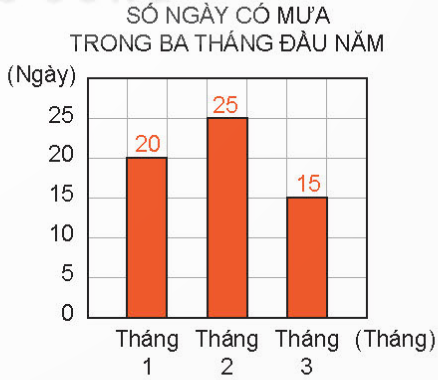 SỐ NGÀY CÓ MƯA
TRONG BA THÁNG ĐẦU NĂM
(Ngày)
25
20
15
10
5
0
20
25
15
Tháng 1
Tháng 2
Tháng 3
(Tháng)